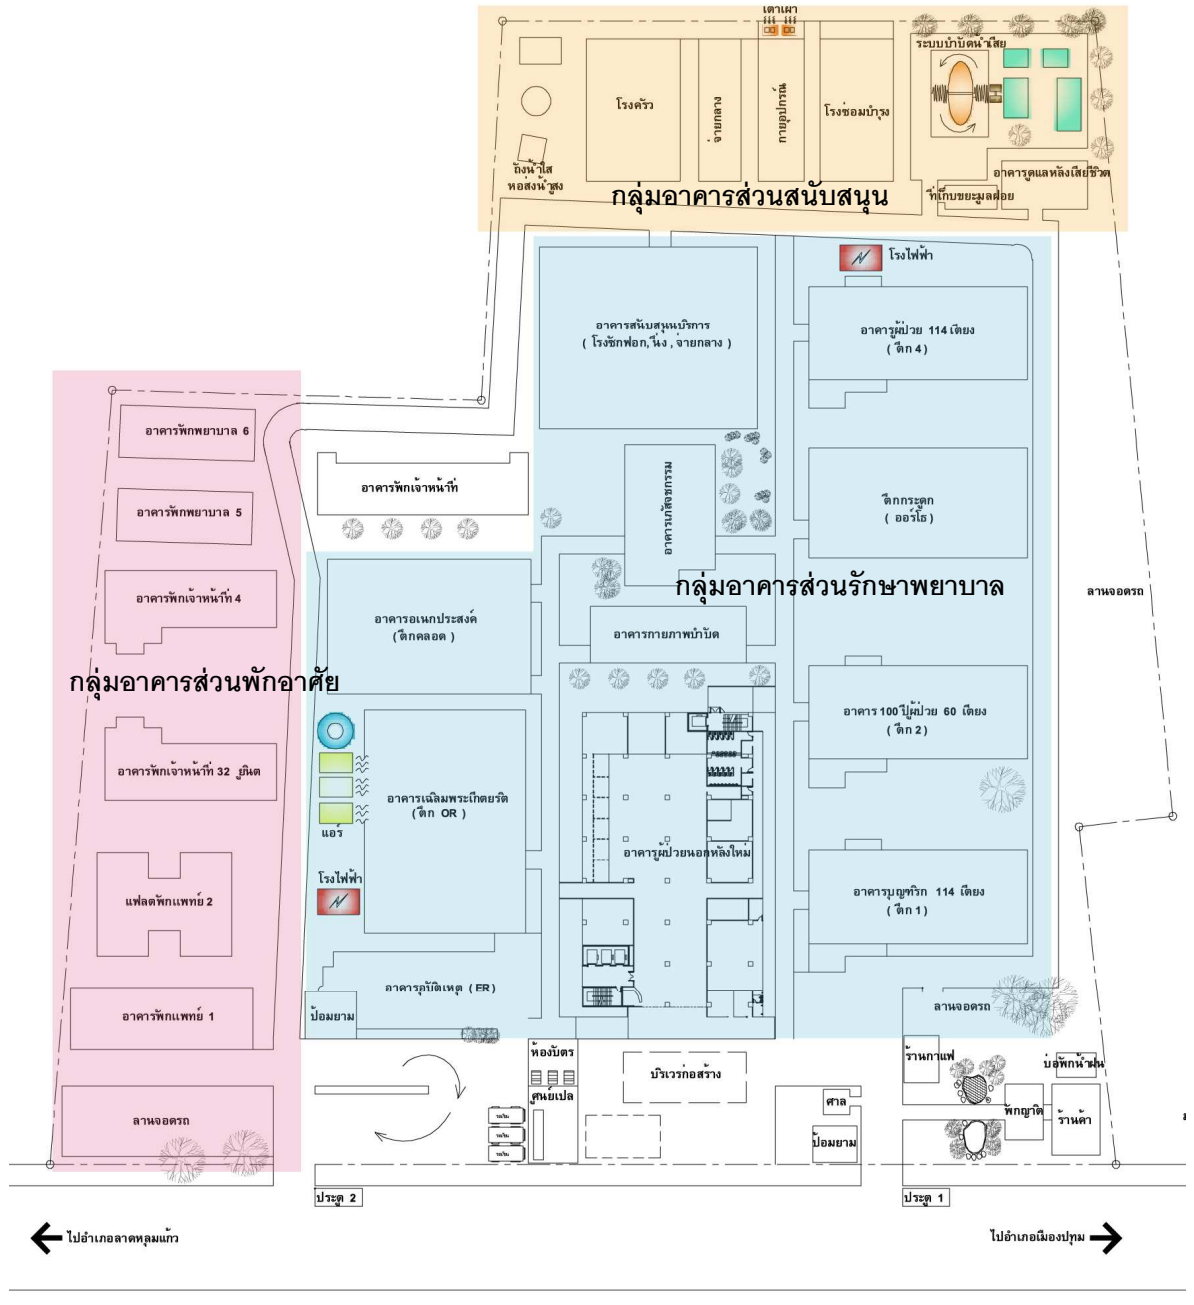 เตาเผา
ระบบบำบัดน้ำเสีย
โรงครัว
จ่ายกลาง
กายอุปกรณ์
โรงซ่อมบำรุง
ถังน้ำใส
หอส่งน้ำสูง
อาคารดูแลหลังเสียชีวิต
ที่เก็บขยะมูลฝอย
กลุ่มอาคารส่วนสนับสนุน
โรงไฟฟ้า
อาคารสนับสนุนบริการ
( โรงซักฟอก,นึ่ง , จ่ายกลาง )
อาคารผู้ป่วย 114 เตียง
( ตึก 4 )
อาคารพักพยาบาล 6
อาคารพักเจ้าหน้าที่
อาคารพักพยาบาล 5
อาคารเภสัชกรรม
ตึกกระดูก
( ออร์โธ )
กลุ่มอาคารส่วนรักษาพยาบาล
ลานจอดรถ
อาคารพักเจ้าหน้าที่ 4
อาคารอเนกประสงค์
(ตึกคลอด )
อาคารกายภาพบำบัด
กลุ่มอาคารส่วนพักอาศัย
อาคาร 100 ปีผู้ป่วย 60 เตียง
( ตึก 2 )
อาคารพักเจ้าหน้าที่ 32 ยูนิต
อาคารเฉลิมพระเกียรติ
(ตึก OR )
แอร์
อาคารผู้ป่วยนอกหลังใหม่
โรงไฟฟ้า
แฟลตพักแพทย์ 2
อาคารบุญฑริก 114 เตียง
( ตึก 1 )
อาคารอุบัติเหตุ ( ER )
ป้อมยาม
อาคารพักแพทย์ 1
ลานจอดรถ
ห้องบัตร
บริเวรก่อสร้าง
ร้านกาแฟ
บ่อพักน้ำฝน
ศูนย์เปล
ศาล
พักญาติ
ร้านค้า
ลานจอดรถ
ป้อมยาม
ประตู 2
ประตู 1
ไปอำเภอลาดหลุมแก้ว
ไปอำเภอเมืองปทุม